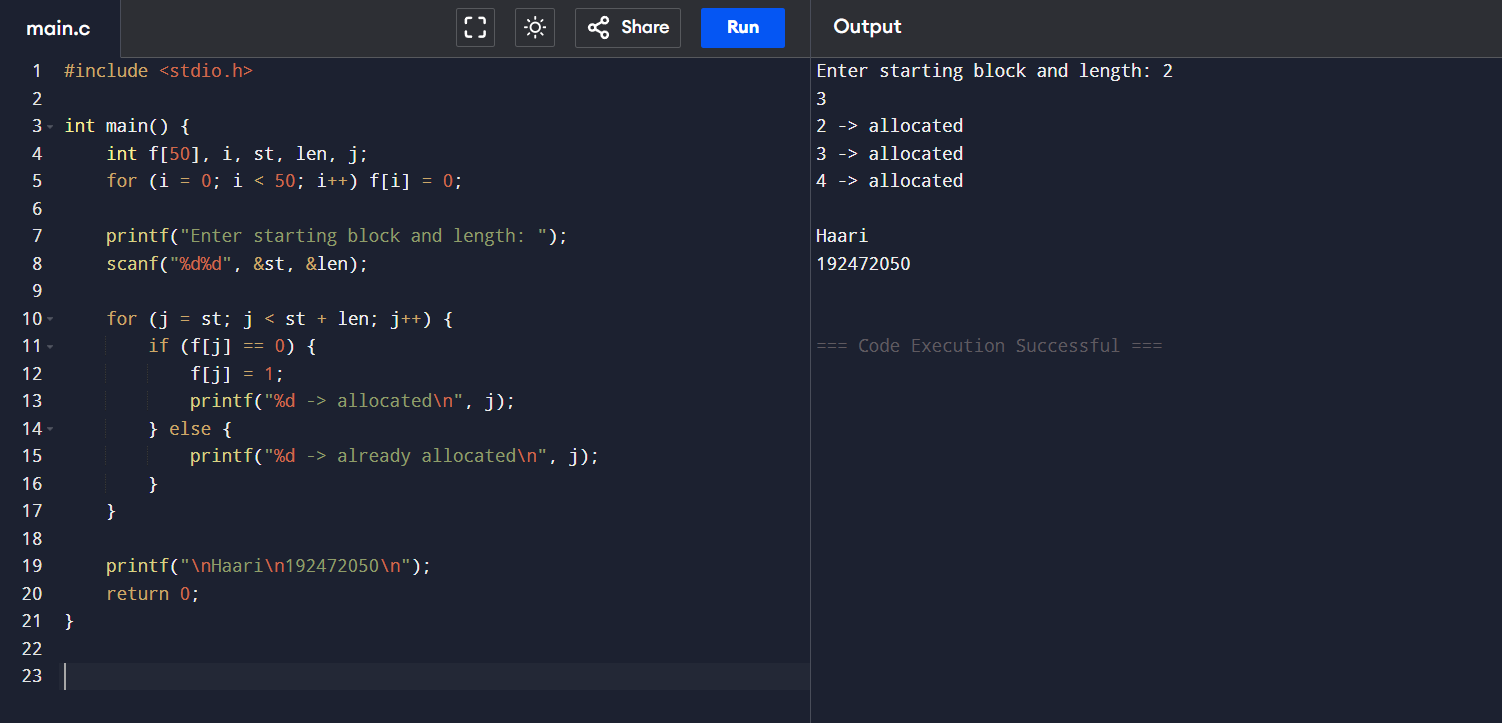 main.c
Share
Run
Output
1 #include <stdio.h>
2
3 int main() {
4     int f[50], i, st, len, j;
5     for (i = 0; i < 50; i++) f[i] = 0;
6
7     printf("Enter starting block and length: ");
8     scanf("%d%d", &st, &len);
9
10     for (j = st; j < st + len; j++) {
11         if (f[j] == 0) {
12             f[j] = 1;
13             printf("%d -> allocated\n", j);
14         } else {
15             printf("%d -> already allocated\n", j);
16         }
17     }
18
19     printf("\nHaari\n192472050\n");
20     return 0;
21 }
22
23
Enter starting block and length: 2
3
2 -> allocated
3 -> allocated
4 -> allocated
Haari
192472050
=== Code Execution Successful ===